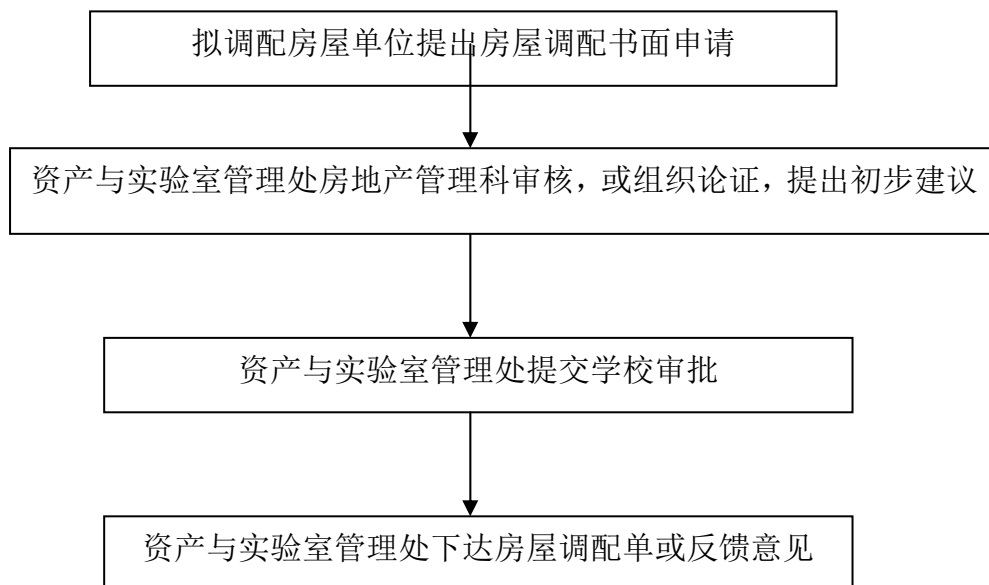 拟调配房屋单位提出房屋调配书面申请
资产与实验室管理处房地产管理科审核，或组织论证，提出初步建议
资产与实验室管理处提交学校审批
资产与实验室管理处下达房屋调配单或反馈意见